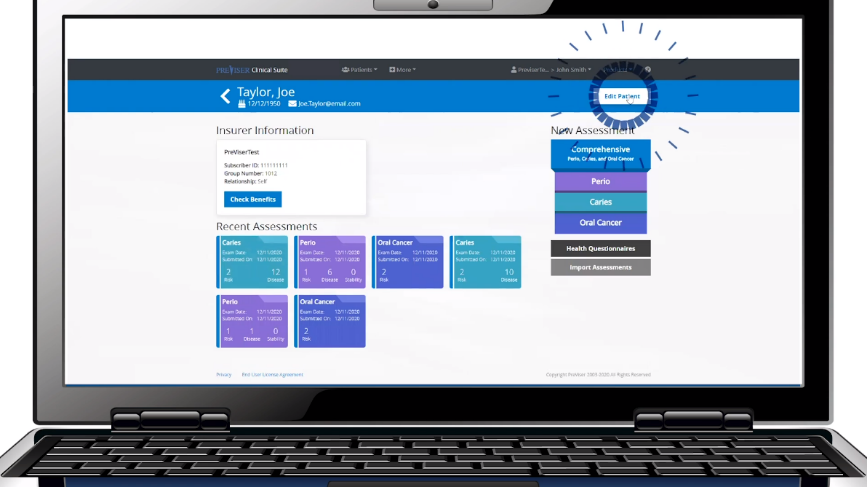 PREVISER Clinical Suite
Patients
More
PreviserTe... > John Smith
Taylor, Joe
12/12/1950 Joe.Taylor@email.com
Edit Patient
Insurer Information
PreViserTest
Subscriber ID: 111111111
Group Number: 1012
Relationship: Self
Check Benefits
New Assessment
Comprehensive
Perio, Caries, and Oral Cancer
Perio
Caries
Oral Cancer
Health Questionnaires
Import Assessments
Recent Assessments
Caries
Exam Date: 12/11/2020
Submitted On: 12/11/2020
2 12
Risk Disease
Perio
Exam Date: 12/11/2020
Submitted On: 12/11/2020
1 6 0
Risk Disease Stability
Oral Cancer
Exam Date: 12/11/2020
Submitted On: 12/11/2020
2
Risk
Caries
Exam Date: 12/11/2020
Submitted On: 12/11/2020
2 10
Risk Disease
Perio
Exam Date: 12/11/2020
Submitted On: 12/11/2020
1 1 0
Risk Disease Stability
Oral Cancer
Exam Date: 12/11/2020
Submitted On: 12/11/2020
2
Risk
Privacy End User License Agreement
Copyright PreViser 2003-2020 All Rights Reserved